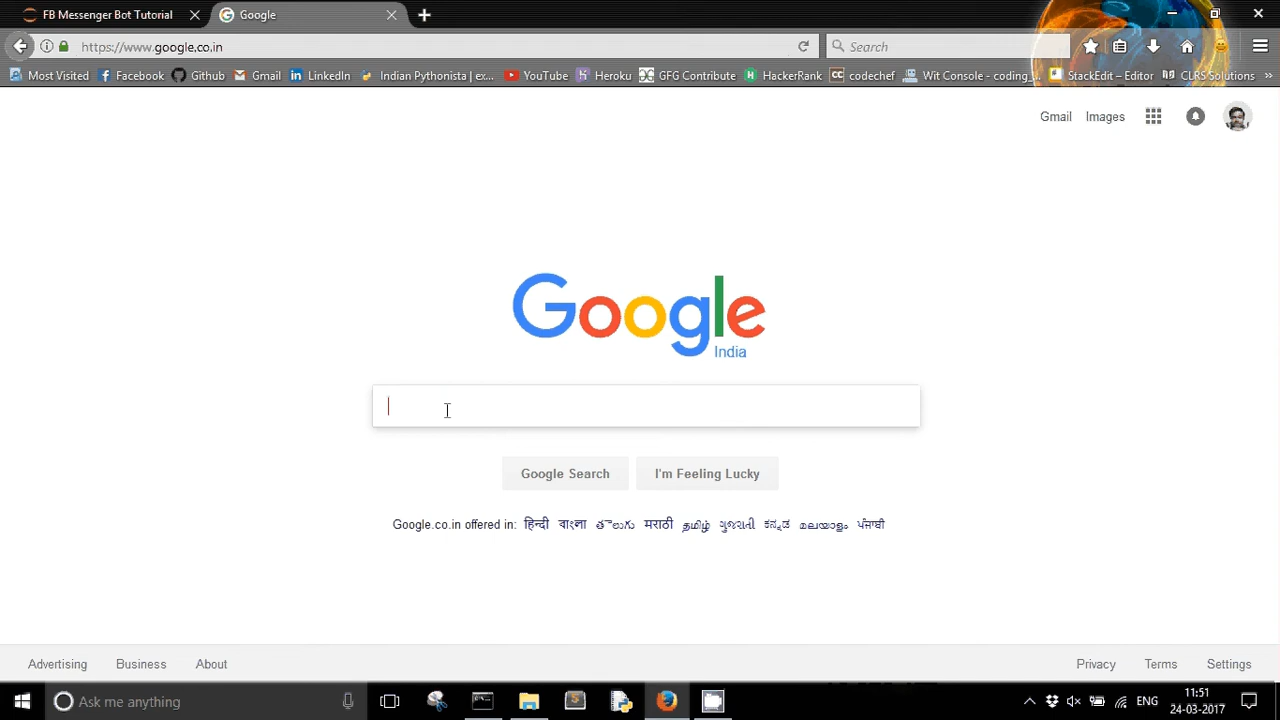 FB Messenger Bot Tutorial
Google
https://www.google.co.in
Search
Most Visited
Facebook
Github
Gmail
LinkedIn
Indian Pythonista | ex...
YouTube
Heroku
GFG Contribute
HackerRank
codechef
Wit Console - coding_...
StackEdit – Editor
CLRS Solutions
Gmail Images
Google
India
Google Search
I'm Feeling Lucky
Google.co.in offered in: हिन्दी বাংলা తెలుగు मराठी தமிழ் ગુજરાતી ಕನ್ನಡ മലയാളം ਪੰਜਾਬੀ
Advertising Business About
Privacy Terms Settings
Ask me anything
ENG
11:51
24-03-2017